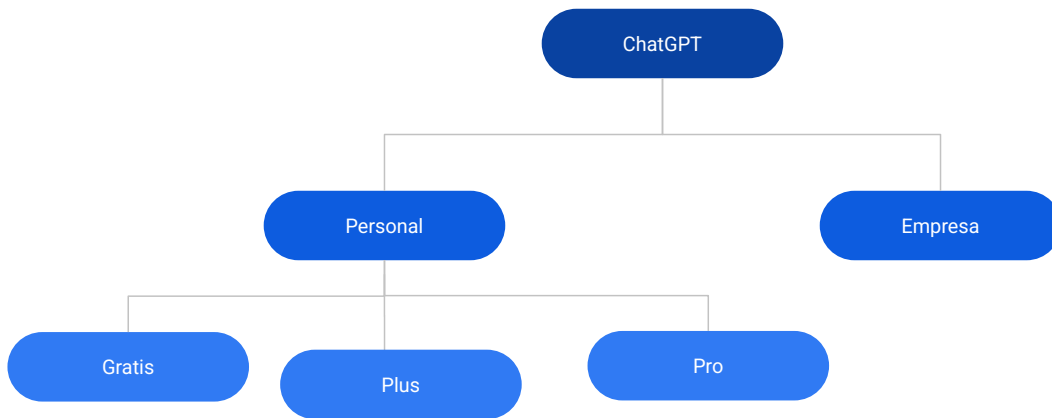 ChatGPT
Personal
Empresa
Gratis
Plus
Pro